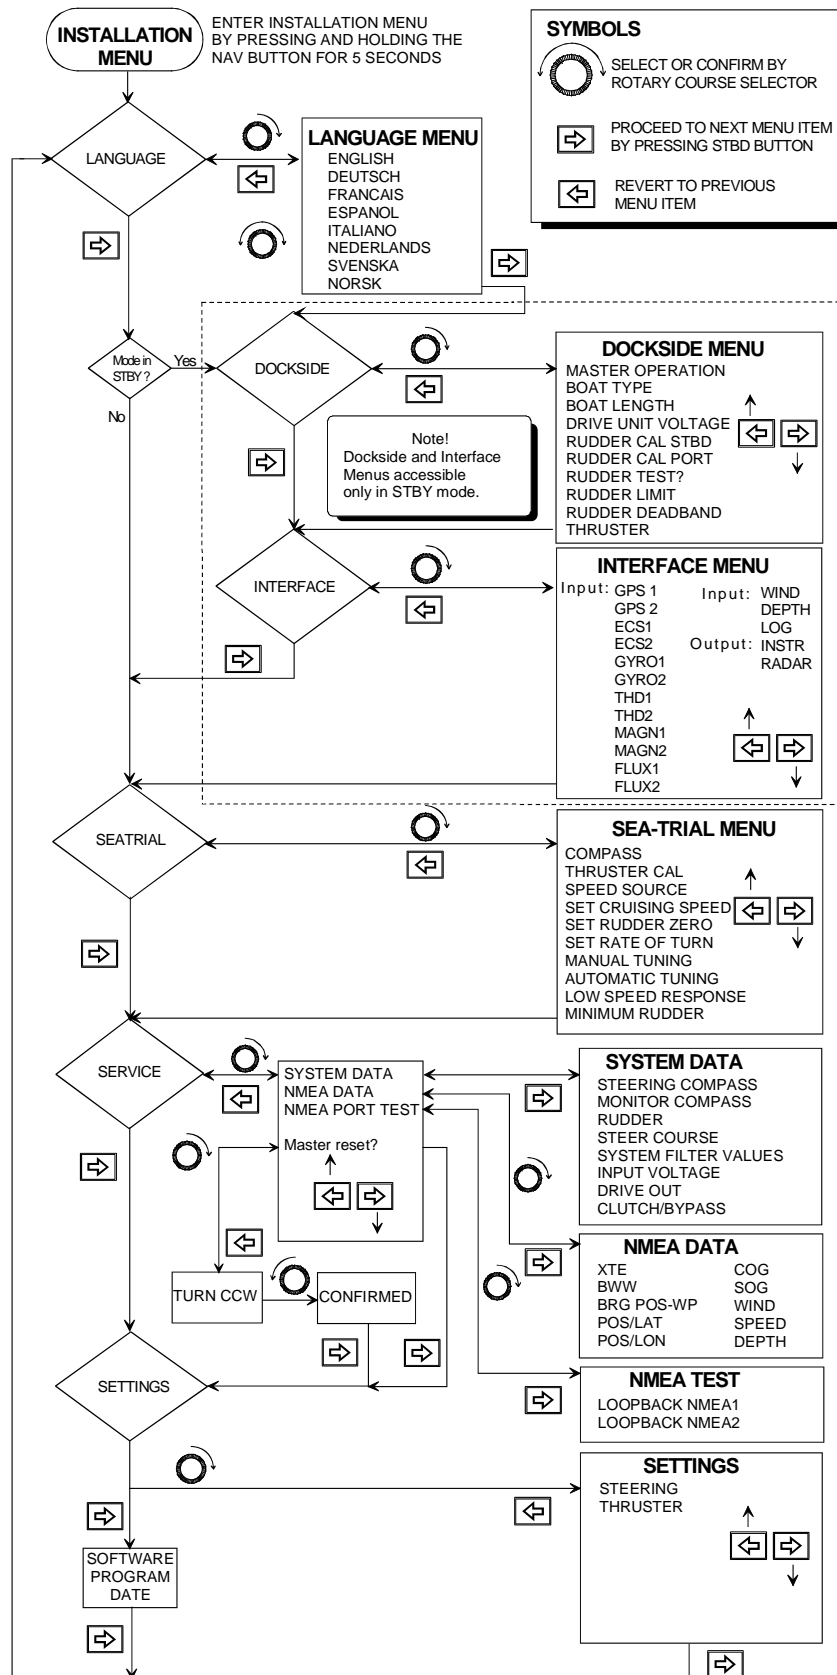 INSTALLATION
MENU
ENTER INSTALLATION MENU
BY PRESSING AND HOLDING THE
NAV BUTTON FOR 5 SECONDS
SYMBOLS
SELECT OR CONFIRM BY
ROTARY COURSE SELECTOR
PROCEED TO NEXT MENU ITEM
BY PRESSING STBD BUTTON
REVERT TO PREVIOUS
MENU ITEM
LANGUAGE
LANGUAGE MENU
ENGLISH
DEUTSCH
FRANCAIS
ESPANOL
ITALIANO
NEDERLANDS
SVENSKA
NORSK
Mode in
STBY ?
Yes
No
DOCKSIDE
DOCKSIDE MENU
MASTER OPERATION
BOAT TYPE
BOAT LENGTH
DRIVE UNIT VOLTAGE
RUDDER CAL STBD
RUDDER CAL PORT
RUDDER TEST?
RUDDER LIMIT
RUDDER DEADBAND
THRUSTER
Note!
Dockside and Interface
Menus accessible
only in STBY mode.
INTERFACE
INTERFACE MENU
Input: GPS 1
GPS 2
ECS1
ECS2
GYRO1
GYRO2
THD1
THD2
MAGN1
MAGN2
FLUX1
FLUX2
Input: WIND
DEPTH
LOG
Output: INSTR
RADAR
SEATRIAL
SEA-TRIAL MENU
COMPASS
THRUSTER CAL
SPEED SOURCE
SET CRUISING SPEED
SET RUDDER ZERO
SET RATE OF TURN
MANUAL TUNING
AUTOMATIC TUNING
LOW SPEED RESPONSE
MINIMUM RUDDER
SERVICE
SYSTEM DATA
NMEA DATA
NMEA PORT TEST
Master reset?
TURN CCW
CONFIRMED
SYSTEM DATA
STEERING COMPASS
MONITOR COMPASS
RUDDER
STEER COURSE
SYSTEM FILTER VALUES
INPUT VOLTAGE
DRIVE OUT
CLUTCH/BYPASS
NMEA DATA
XTE
BWW
BRG POS-WP
POS/LAT
POS/LON
COG
SOG
WIND
SPEED
DEPTH
NMEA TEST
LOOPBACK NMEA1
LOOPBACK NMEA2
SETTINGS
SETTINGS
STEERING
THRUSTER
SOFTWARE
PROGRAM
DATE